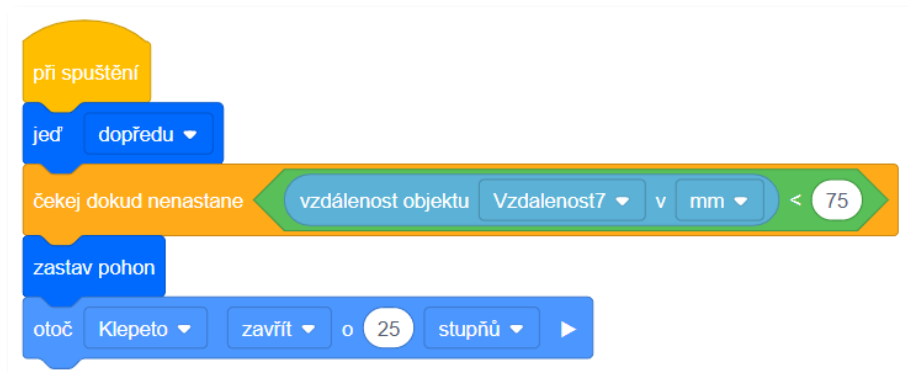 při spuštění
jeď dopředu
čekej dokud nenastane vzdálenost objektu Vzdalenost7 v mm < 75
zastav pohon
otoč Klepeto zavřít o 25 stupňů